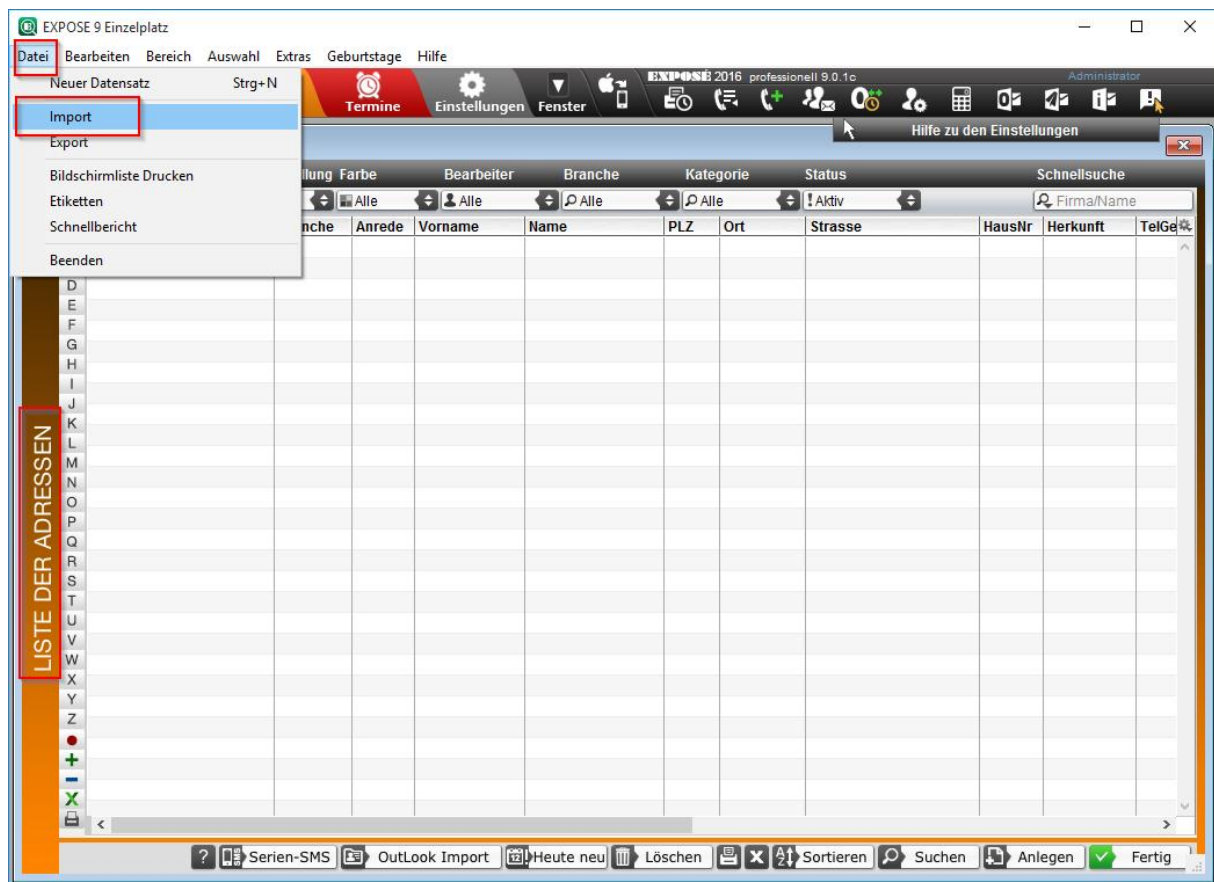 EXPOSE 9 Einzelplatz
Datei Bearbeiten Bereich Auswahl Extras Geburtstage Hilfe
Neuer Datensatz Strg+N
Import
Export
Bildschirmliste Drucken
Etiketten
Schnellbericht
Beenden
Termine Einstellungen Fenster
EXPOSÉ 2016 professionell 9.0.1c Administrator
Hilfe zu den Einstellungen
llung Farbe Bearbeiter Branche Kategorie Status Schnellsuche
Alle Alle Alle Alle Aktiv Firma/Name
nche Anrede Vorname Name PLZ Ort Strasse HausNr Herkunft TelGe
D
E
F
G
H
I
J
K
L
M
N
O
P
Q
R
S
T
U
V
W
X
Y
Z
LISTE DER ADRESSEN
? Serien-SMS OutLook Import Heute neu Löschen Sortieren Suchen Anlegen Fertig